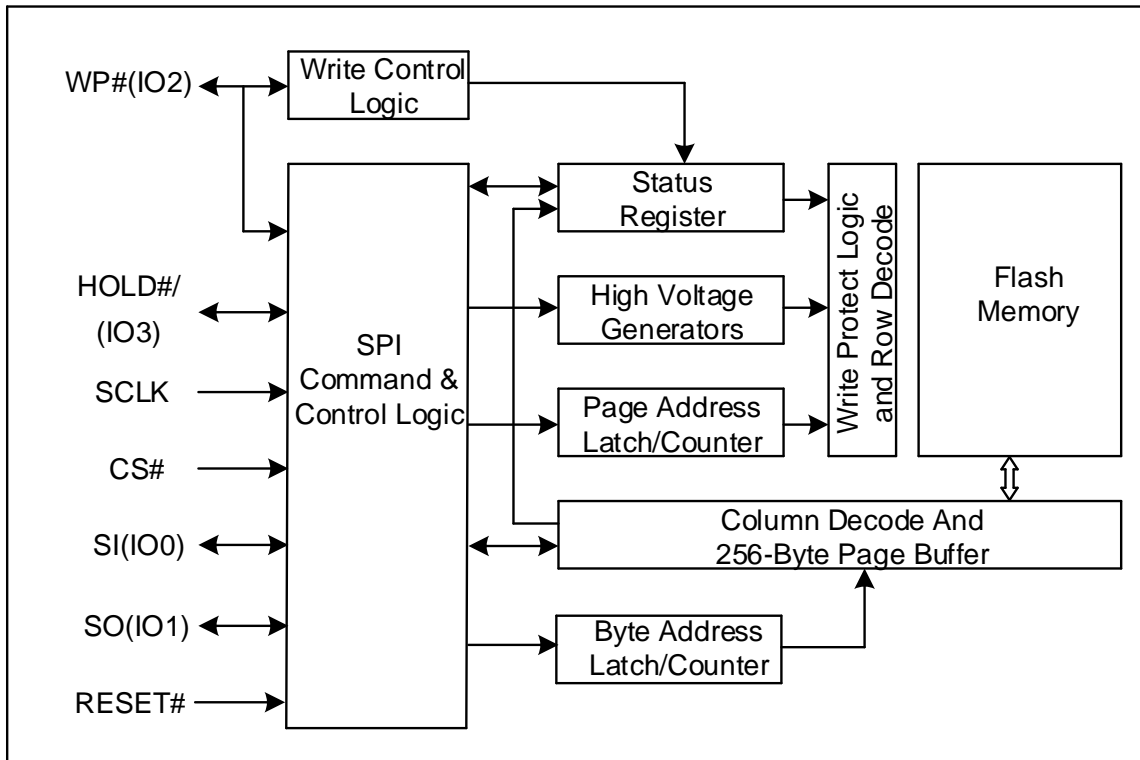 WP#(IO2)
Write Control
Logic
HOLD#/
(IO3)
SCLK
CS#
SI(IO0)
SO(IO1)
RESET#
SPI
Command &
Control Logic
Status
Register
High Voltage
Generators
Page Address
Latch/Counter
Column Decode And
256-Byte Page Buffer
Byte Address
Latch/Counter
Write Protect Logic
and Row Decode
Flash
Memory